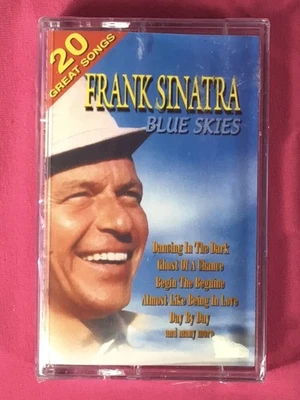 20
GREAT SONGS
FRANK SINATRA
BLUE SKIES
Dancing In The Dark
Ghost Of A Chance
Begin The Beguine
Almost Like Being In Love
Day By Day
and many more